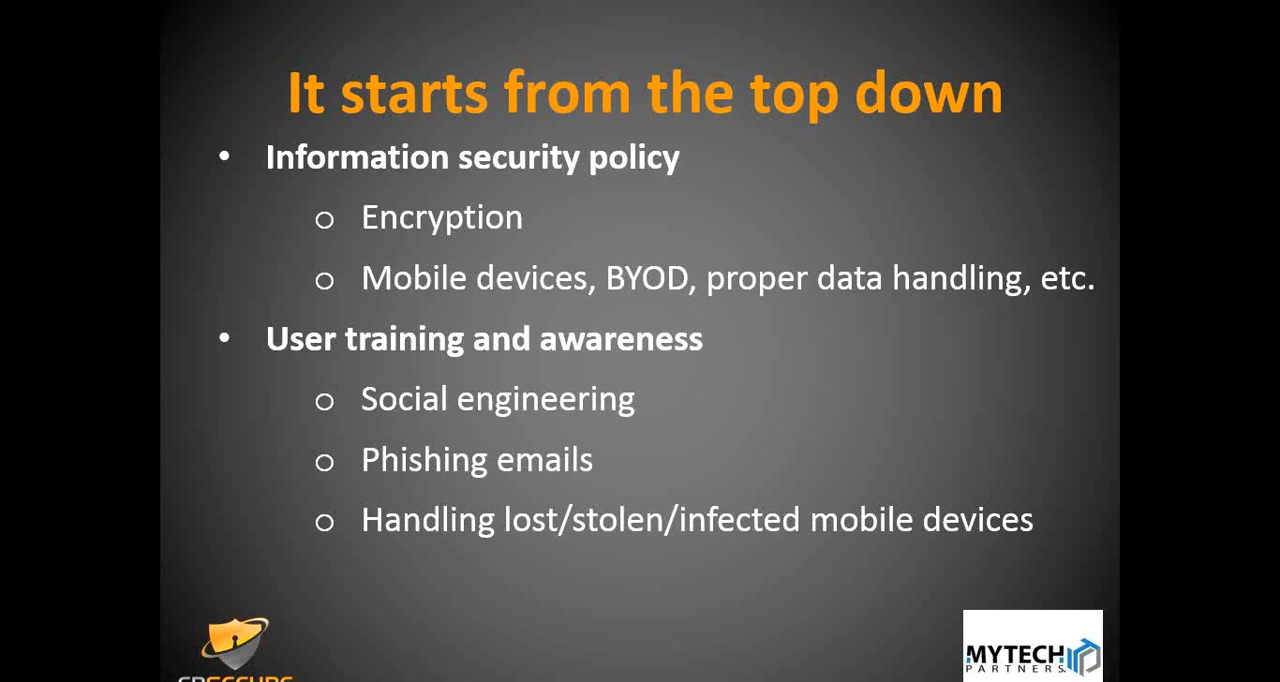 It starts from the top down
• Information security policy
o Encryption
o Mobile devices, BYOD, proper data handling, etc.
• User training and awareness
o Social engineering
o Phishing emails
o Handling lost/stolen/infected mobile devices
MYTECH
PARTNERS